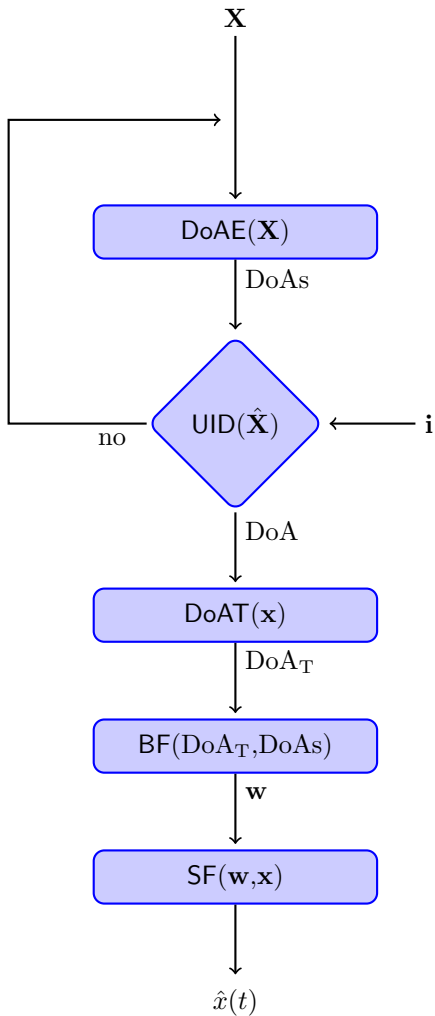 X
DoAE(X)
DoAs
UID(X̂)
i
no
DoA
DoAT(x)
DoA_T
BF(DoA_T,DoAs)
w
SF(w,x)
x̂(t)